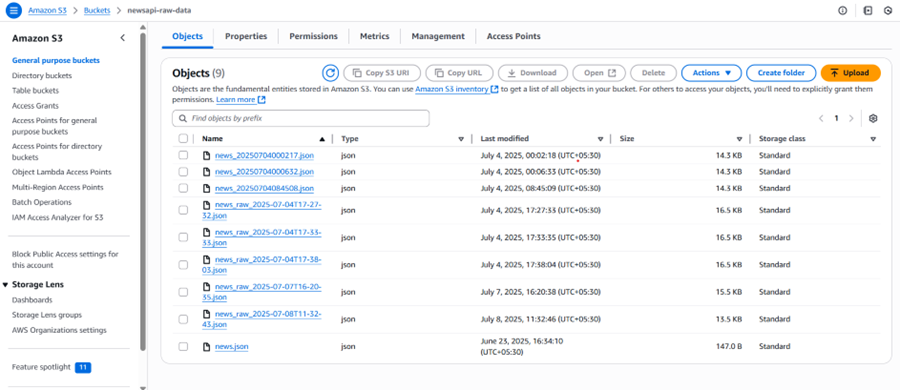 Amazon S3 > Buckets > newsapi-raw-data
Amazon S3
General purpose buckets
Directory buckets
Table buckets
Access Grants
Access Points for general
purpose buckets
Access Points for directory
buckets
Object Lambda Access Points
Multi-Region Access Points
Batch Operations
IAM Access Analyzer for S3
Block Public Access settings for
this account
Storage Lens
Dashboards
Storage Lens groups
AWS Organizations settings
Feature spotlight 11
Objects Properties Permissions Metrics Management Access Points
Objects (9)
Copy S3 URI Copy URL Download Open Delete Actions Create folder Upload
Objects are the fundamental entities stored in Amazon S3. You can use Amazon S3 inventory to get a list of all objects in your bucket. For others to access your objects, you'll need to explicitly grant them
permissions. Learn more
Find objects by prefix
1
Name Type Last modified Size Storage class
news_20250704000217.json json July 4, 2025, 00:02:18 (UTC+05:30) 14.3 KB Standard
news_20250704000632.json json July 4, 2025, 00:06:33 (UTC+05:30) 14.3 KB Standard
news_20250704084508.json json July 4, 2025, 08:45:09 (UTC+05:30) 14.3 KB Standard
news_raw_2025-07-04T17-27-
32.json json July 4, 2025, 17:27:33 (UTC+05:30) 16.5 KB Standard
news_raw_2025-07-04T17-33-
33.json json July 4, 2025, 17:33:35 (UTC+05:30) 16.5 KB Standard
news_raw_2025-07-04T17-38-
03.json json July 4, 2025, 17:38:04 (UTC+05:30) 16.5 KB Standard
news_raw_2025-07-07T16-20-
35.json json July 7, 2025, 16:20:38 (UTC+05:30) 15.5 KB Standard
news_raw_2025-07-08T11-32-
43.json json July 8, 2025, 11:32:46 (UTC+05:30) 13.5 KB Standard
news.json json June 23, 2025, 16:34:10
(UTC+05:30) 147.0 B Standard